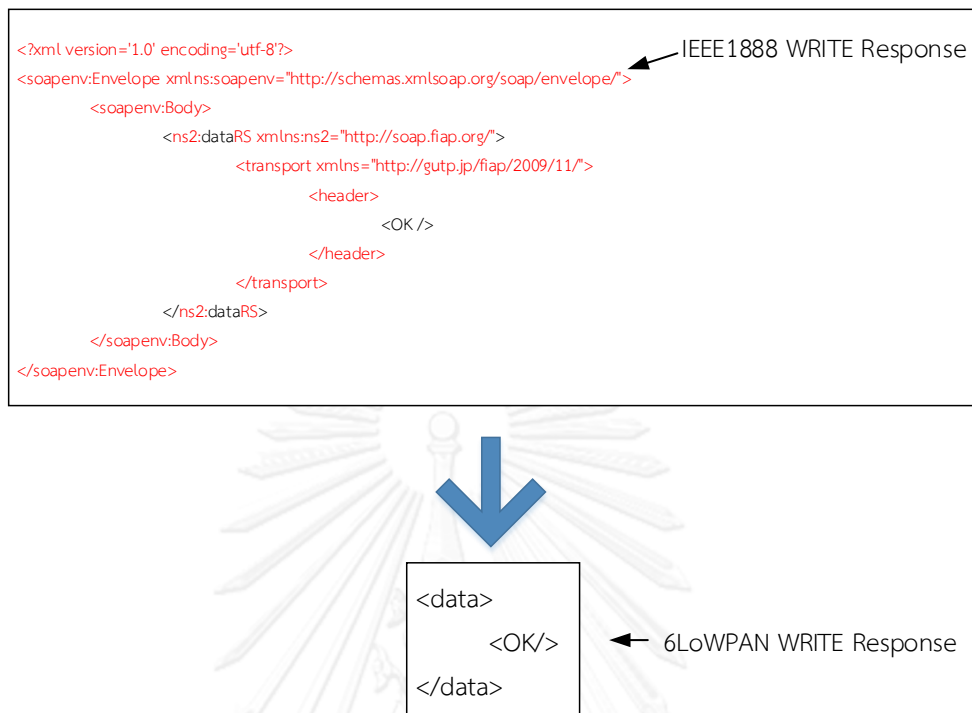 <?xml version='1.0' encoding='utf-8'?>
IEEE1888 WRITE Response
<soapenv:Envelope xmlns:soapenv="http://schemas.xmlsoap.org/soap/envelope/">
<soapenv:Body>
<ns2:dataRS xmlns:ns2="http://soap.fiap.org/">
<transport xmlns="http://gutp.jp/fiap/2009/11/">
<header>
<OK />
</header>
</transport>
</ns2:dataRS>
</soapenv:Body>
</soapenv:Envelope>
<data>
<OK/>
6LoWPAN WRITE Response
</data>